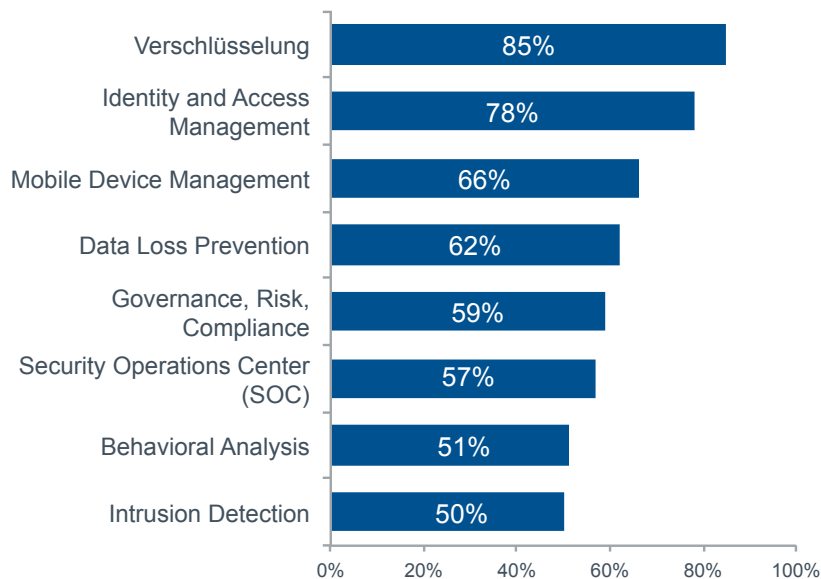 Verschlüsselung
85%
Identity and Access
Management
78%
Mobile Device Management
66%
Data Loss Prevention
62%
Governance, Risk,
Compliance
59%
Security Operations Center
(SOC)
57%
Behavioral Analysis
51%
Intrusion Detection
50%
0% 20% 40% 60% 80% 100%